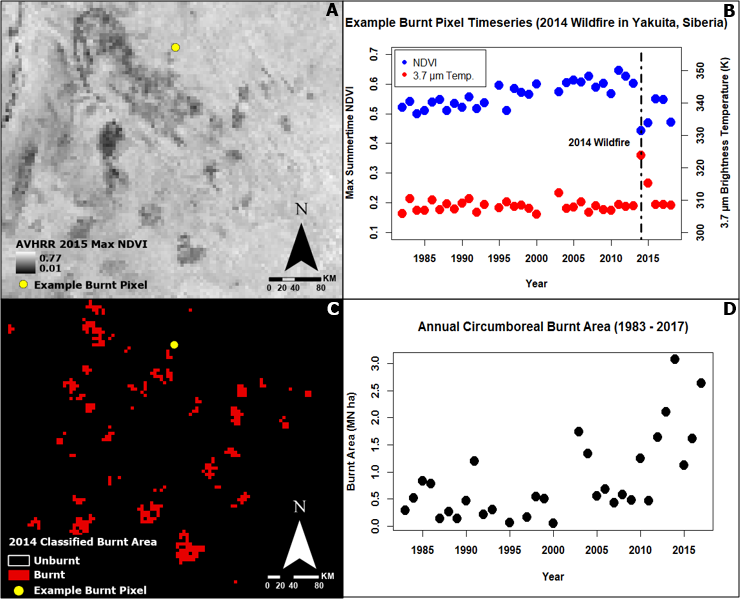 A
N
AVHRR 2015 Max NDVI
0.77
0.01
Example Burnt Pixel
KM
0 20 40 80
B
Example Burnt Pixel Timeseries (2014 Wildfire in Yakuita, Siberia)
NDVI
3.7 µm Temp.
2014 Wildfire
Max Summertime NDVI
0.7
0.6
0.5
0.4
0.3
0.2
0.1
3.7 µm Brightness Temperature (K)
350
340
330
320
310
300
1985 1990 1995 2000 2005 2010 2015
Year
C
N
2014 Classified Burnt Area
Unburnt
Burnt
Example Burnt Pixel
KM
0 20 40 80
D
Annual Circumboreal Burnt Area (1983 - 2017)
Burnt Area (MN ha)
3.0
2.5
2.0
1.5
1.0
0.5
0.0
1985 1990 1995 2000 2005 2010 2015
Year